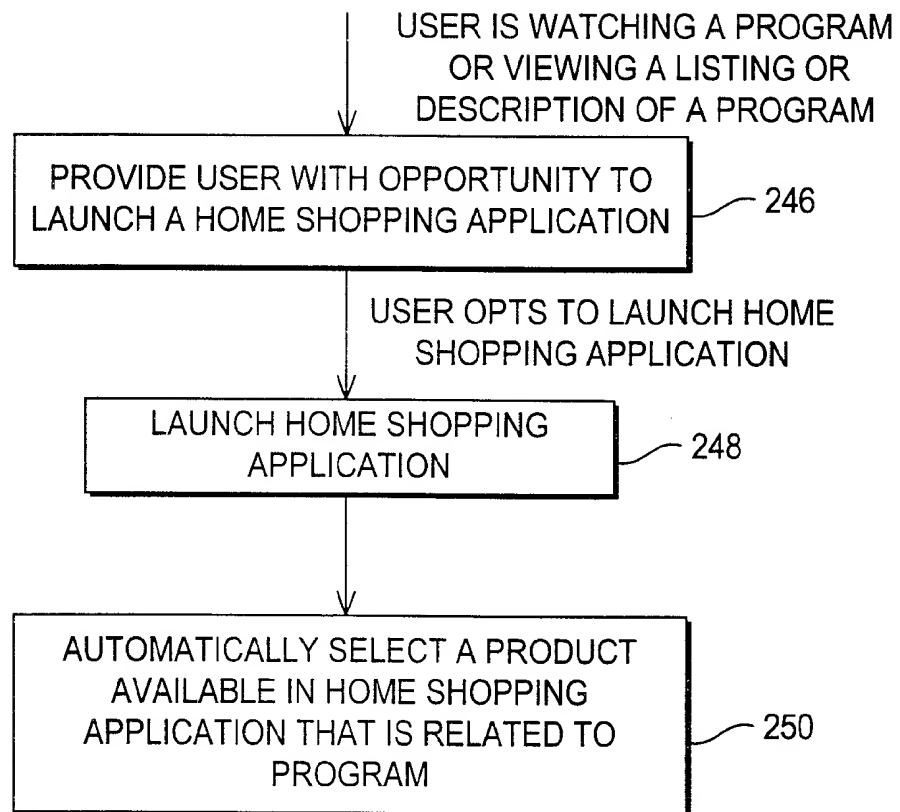 USER IS WATCHING A PROGRAM
OR VIEWING A LISTING OR
DESCRIPTION OF A PROGRAM
PROVIDE USER WITH OPPORTUNITY TO
LAUNCH A HOME SHOPPING APPLICATION
246
USER OPTS TO LAUNCH HOME
SHOPPING APPLICATION
LAUNCH HOME SHOPPING
APPLICATION
248
AUTOMATICALLY SELECT A PRODUCT
AVAILABLE IN HOME SHOPPING
APPLICATION THAT IS RELATED TO
PROGRAM
250